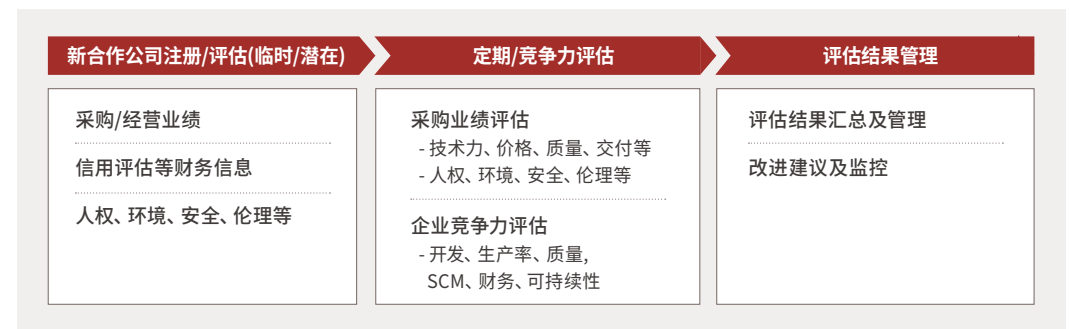 新合作公司注册/评估(临时/潜在)
定期/竞争力评估
评估结果管理
采购/经营业绩
信用评估等财务信息
人权、环境、安全、伦理等
采购业绩评估
- 技术力、价格、质量、交付等
- 人权、环境、安全、伦理等
企业竞争力评估
- 开发、生产率、质量,
SCM、财务、可持续性
评估结果汇总及管理
改进建议及监控